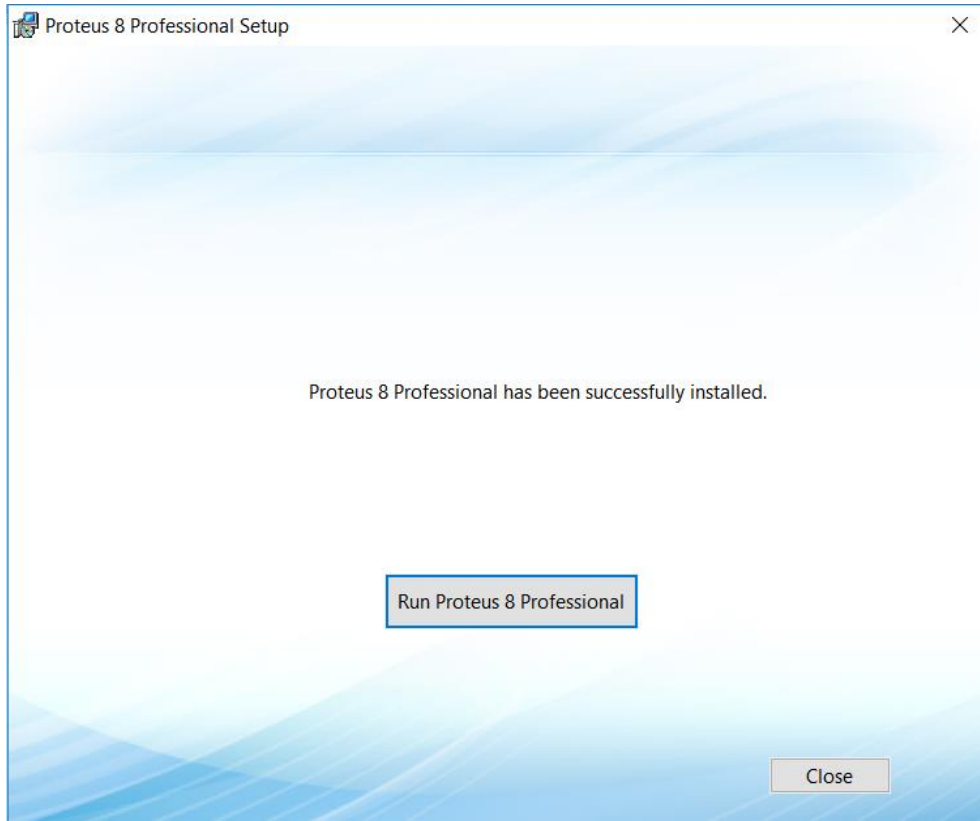 Proteus 8 Professional Setup
Proteus 8 Professional has been successfully installed.
Run Proteus 8 Professional
Close